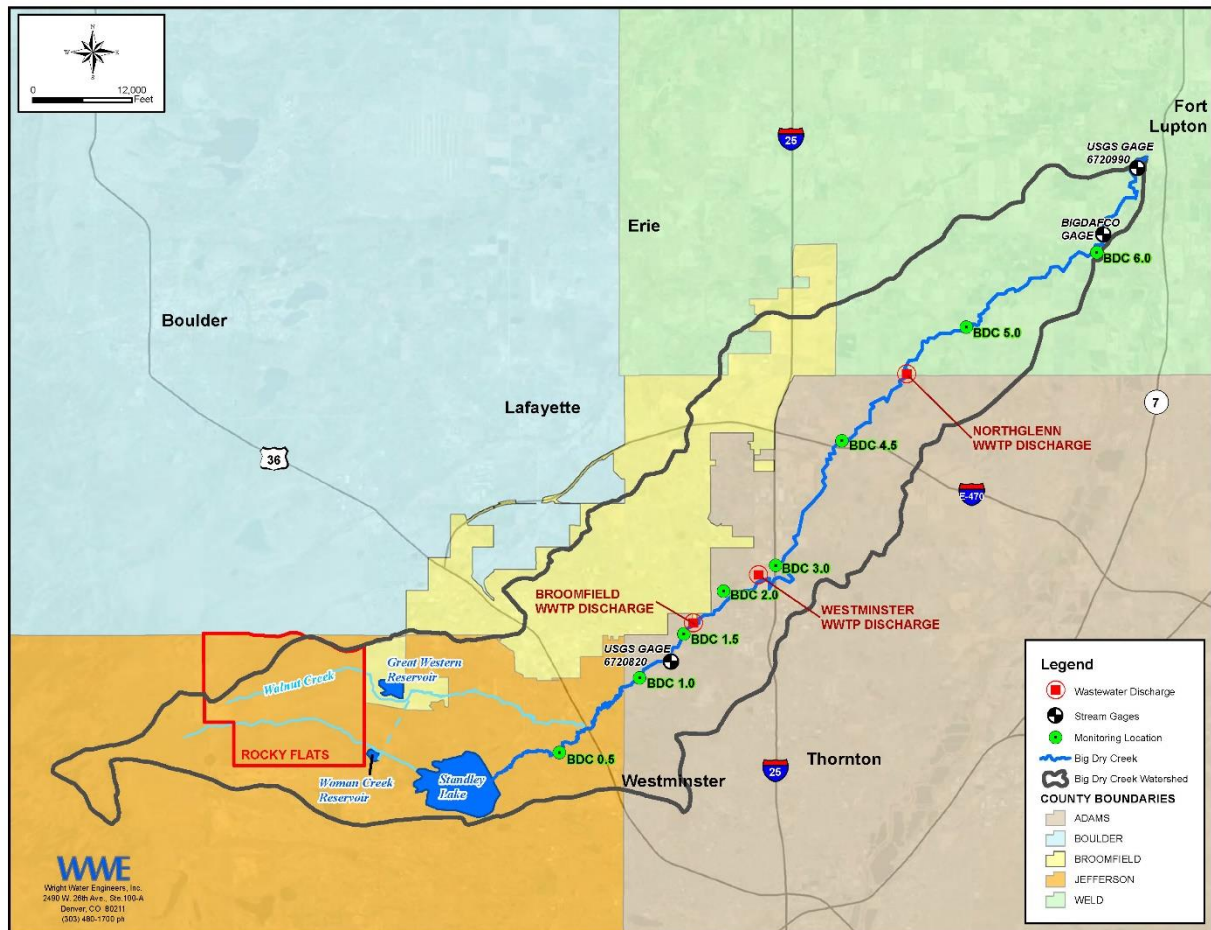 N
W
E
S
0
12,000
Feet
Fort
Lupton
25
USGS GAGE
6720990
Erie
BIGDAFCO
GAGE
BDC 6.0
Boulder
BDC 5.0
Lafayette
7
NORTHGLENN
WWTP DISCHARGE
36
BDC 4.5
E-470
BDC 3.0
BROOMFIELD
WWTP DISCHARGE
BDC 2.0
WESTMINSTER
WWTP DISCHARGE
BDC 1.5
USGS GAGE
6720820
Great Western
Reservoir
BDC 1.0
Walnut Creek
ROCKY FLATS
BDC 0.5
Thornton
25
Woman Creek
Reservoir
Standley
Lake
Westminster
Legend
Wastewater Discharge
Stream Gages
Monitoring Location
Big Dry Creek
Big Dry Creek Watershed
COUNTY BOUNDARIES
ADAMS
BOULDER
BROOMFIELD
JEFFERSON
WELD
WWE
Wright Water Engineers, Inc.
2490 W. 26th Ave., Ste.100-A
Denver, CO 80211
(303) 480-1700 ph